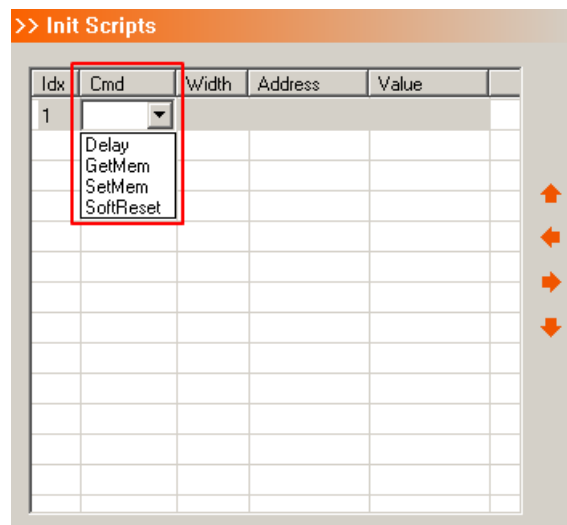 >> Init Scripts
Idx Cmd Width Address Value
1
Delay
GetMem
SetMem
SoftReset